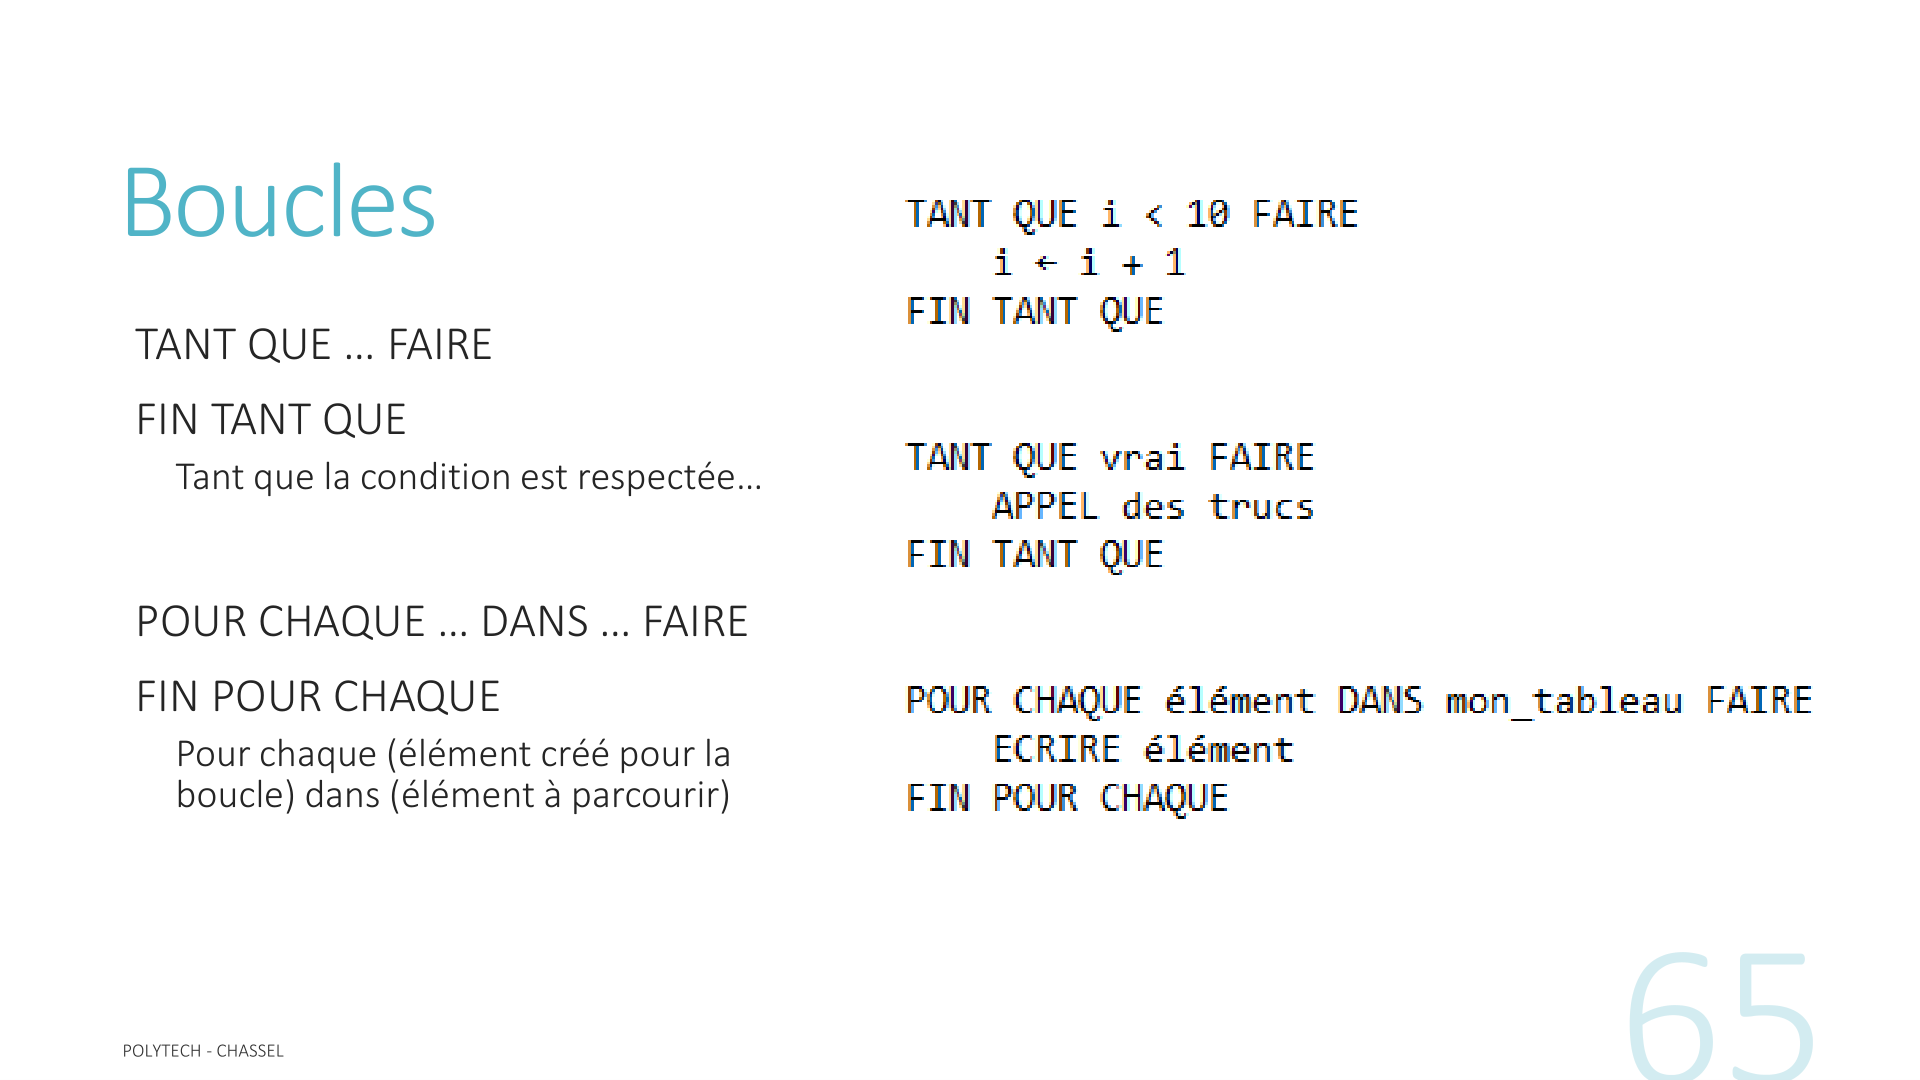 Boucles
TANT QUE … FAIRE
FIN TANT QUE
Tant que la condition est respectée…
POUR CHAQUE … DANS … FAIRE
FIN POUR CHAQUE
Pour chaque (élément créé pour la
boucle) dans (élément à parcourir)
TANT QUE i < 10 FAIRE
    i ← i + 1
FIN TANT QUE
TANT QUE vrai FAIRE
    APPEL des trucs
FIN TANT QUE
POUR CHAQUE élément DANS mon_tableau FAIRE
    ECRIRE élément
FIN POUR CHAQUE
POLYTECH - CHASSEL
65